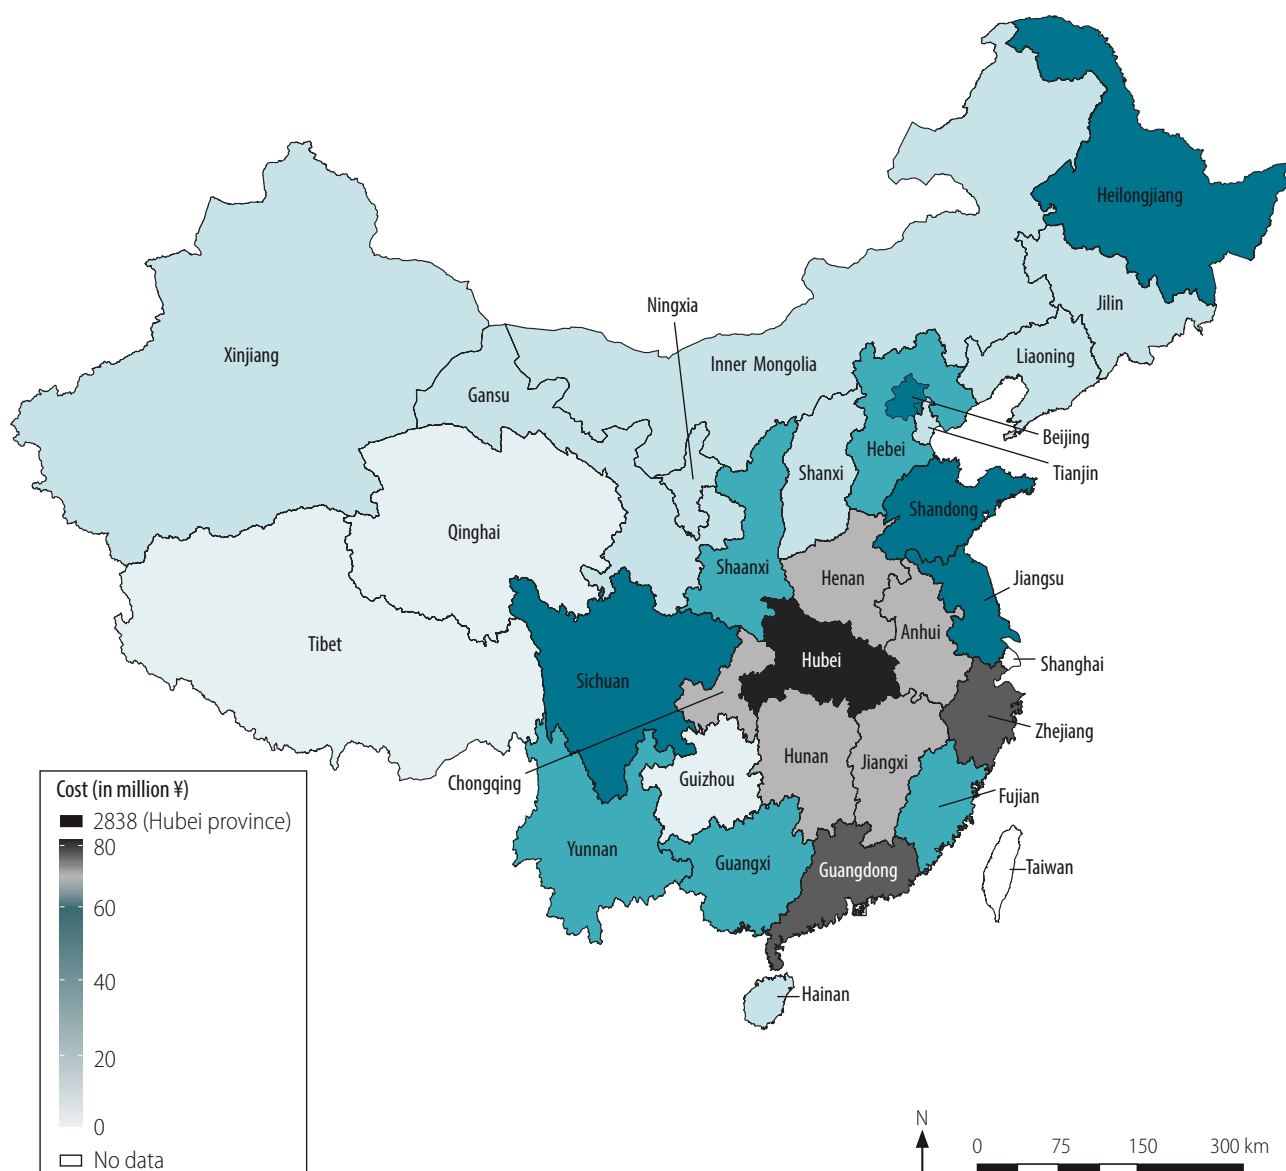 Heilongjiang
Jilin
Ningxia
Liaoning
Xinjiang
Inner Mongolia
Gansu
Beijing
Hebei
Tianjin
Shanxi
Shandong
Qinghai
Shaanxi
Henan
Jiangsu
Anhui
Tibet
Hubei
Shanghai
Sichuan
Zhejiang
Hunan
Jiangxi
Guizhou
Chongqing
Fujian
Yunnan
Guangxi
Guangdong
Taiwan
Hainan
Cost (in million ¥)
2838 (Hubei province)
80
60
40
20
0
No data
N
0 75 150 300 km